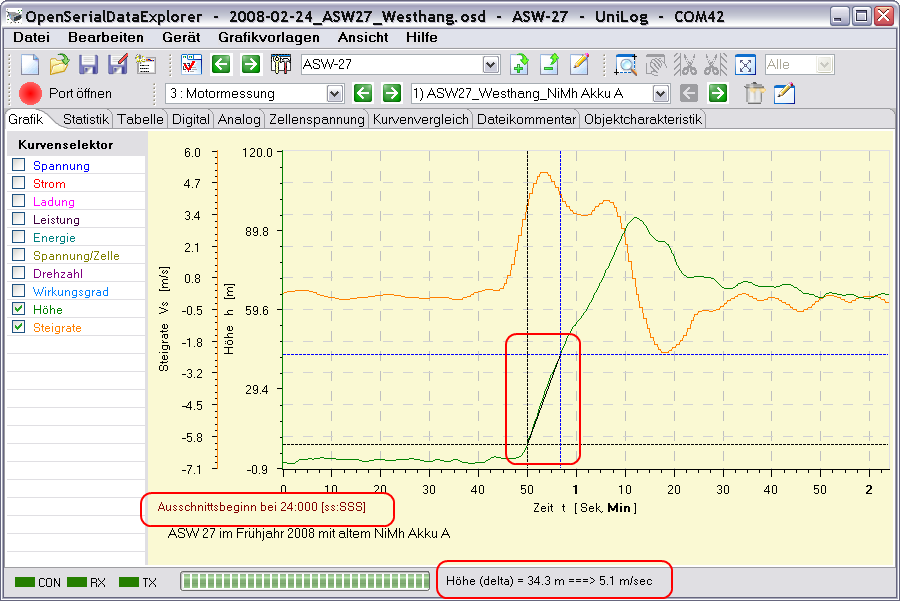 OpenSerialDataExplorer - 2008-02-24_ASW27_Westhang.osd - ASW-27 - UniLog - COM42
Datei Bearbeiten Gerät Grafikvorlagen Ansicht Hilfe
ASW-27 Alle
Port öffnen 3 : Motormessung 1) ASW27_Westhang_NiMh Akku A
Grafik Statistik Tabelle Digital Analog Zellenspannung Kurvenvergleich Dateikommentar Objektcharakteristik
Kurvenselektor
Spannung
Strom
Ladung
Leistung
Energie
Spannung/Zelle
Drehzahl
Wirkungsgrad
Höhe
Steigrate
Steigrate Vs [m/s]
6.0
4.7
3.4
2.1
0.8
-0.5
-1.8
-3.2
-4.5
-5.8
-7.1
Höhe h [m]
120.0
89.8
59.6
29.4
-0.9
0 10 20 30 40 50 1 10 20 30 40 50 2
Zeit t [ Sek, Min ]
Ausschnittsbeginn bei 24:000 [ss:SSS]
ASW 27 im Frühjahr 2008 mit altem NiMh Akku A
CON RX TX Höhe (delta) = 34.3 m ===> 5.1 m/sec